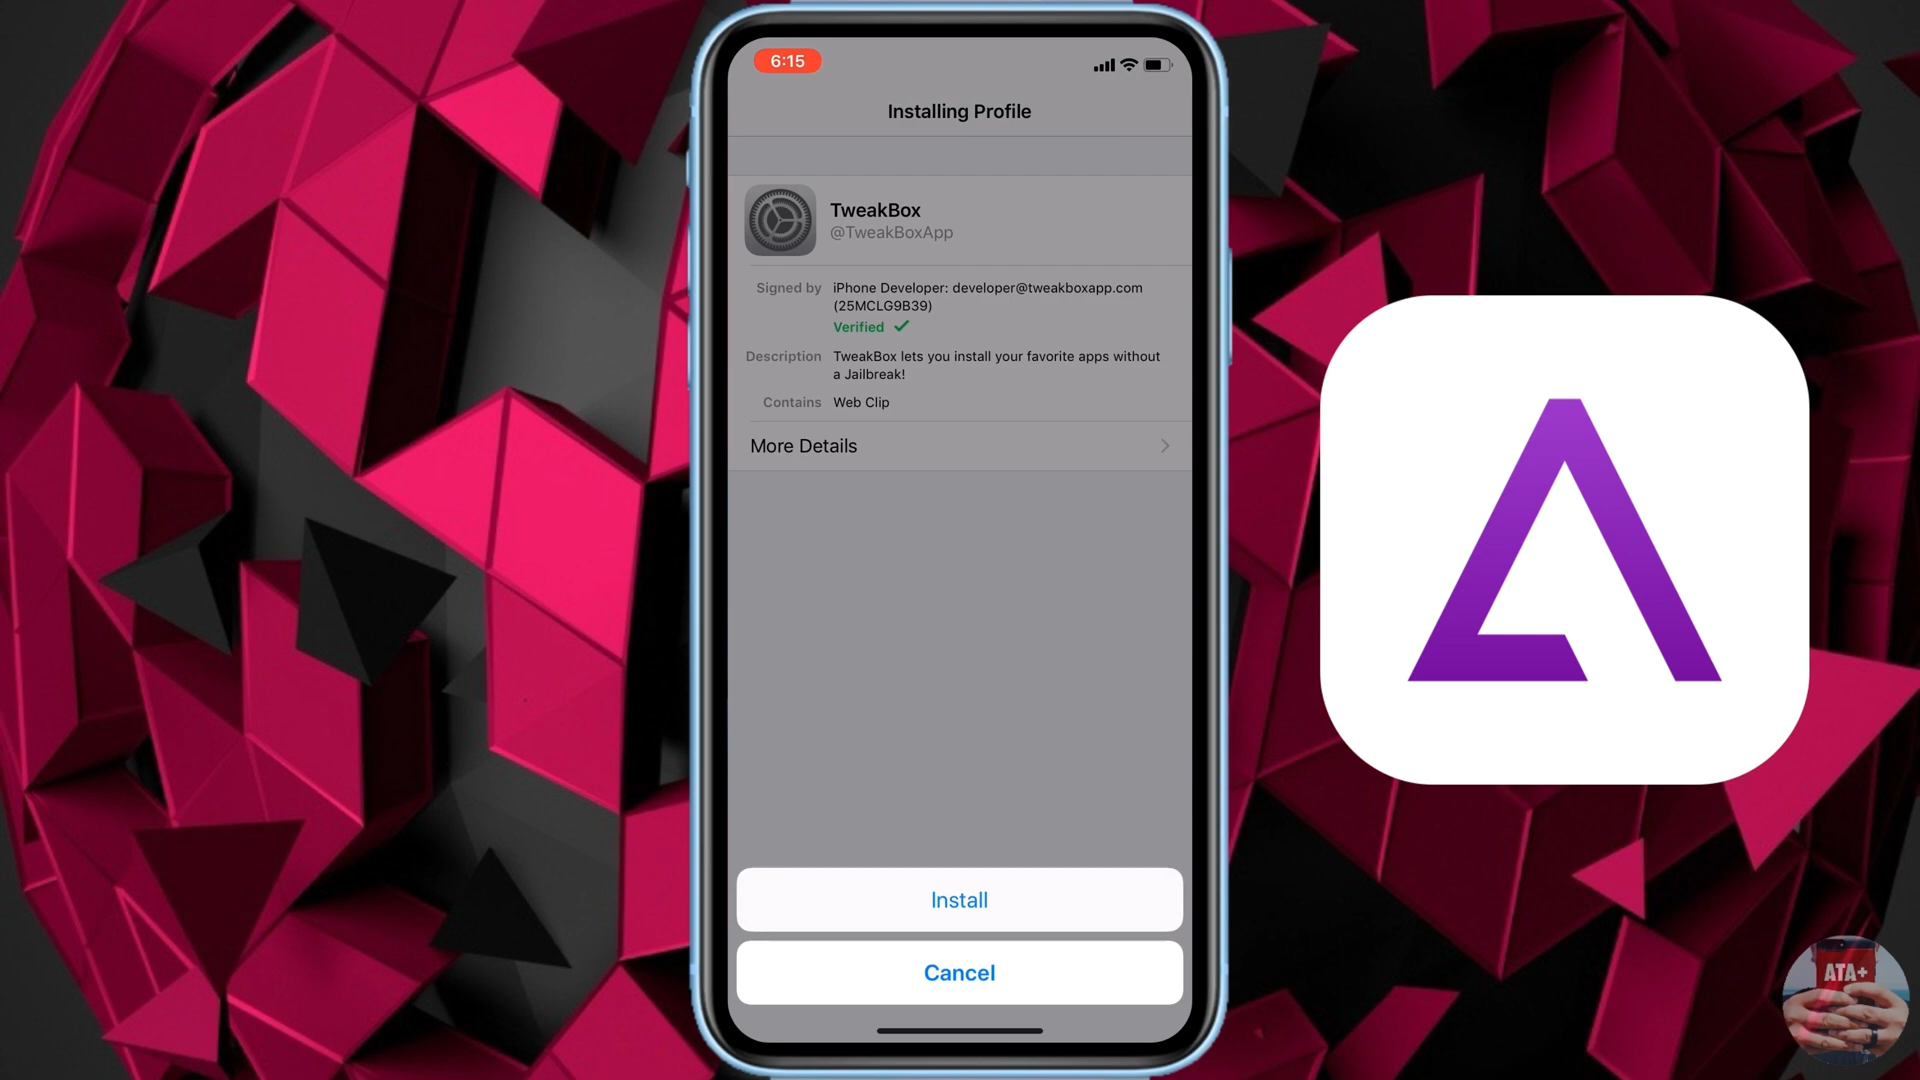 6:15
Installing Profile
TweakBox
@TweakBoxApp
Signed by iPhone Developer: developer@tweakboxapp.com
(25MCLG9B39)
Verified
Description TweakBox lets you install your favorite apps without
a Jailbreak!
Contains Web Clip
More Details
Install
Cancel
ATA+